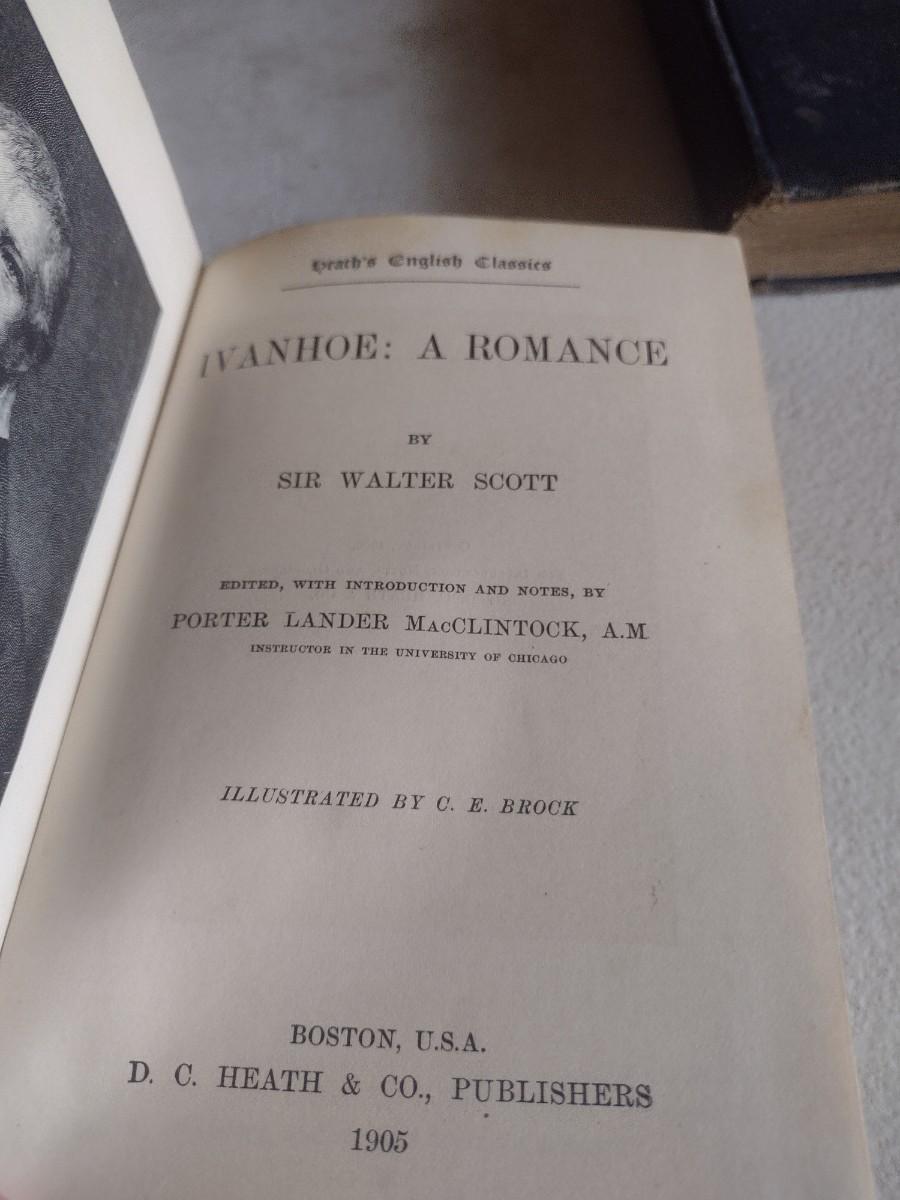 Heath's English Classics
IVANHOE: A ROMANCE
BY
SIR WALTER SCOTT
EDITED, WITH INTRODUCTION AND NOTES, BY
PORTER LANDER MACCLINTOCK, A.M
INSTRUCTOR IN THE UNIVERSITY OF CHICAGO
ILLUSTRATED BY C. E. BROCK
BOSTON, U.S.A.
D. C. HEATH & CO., PUBLISHERS
1905